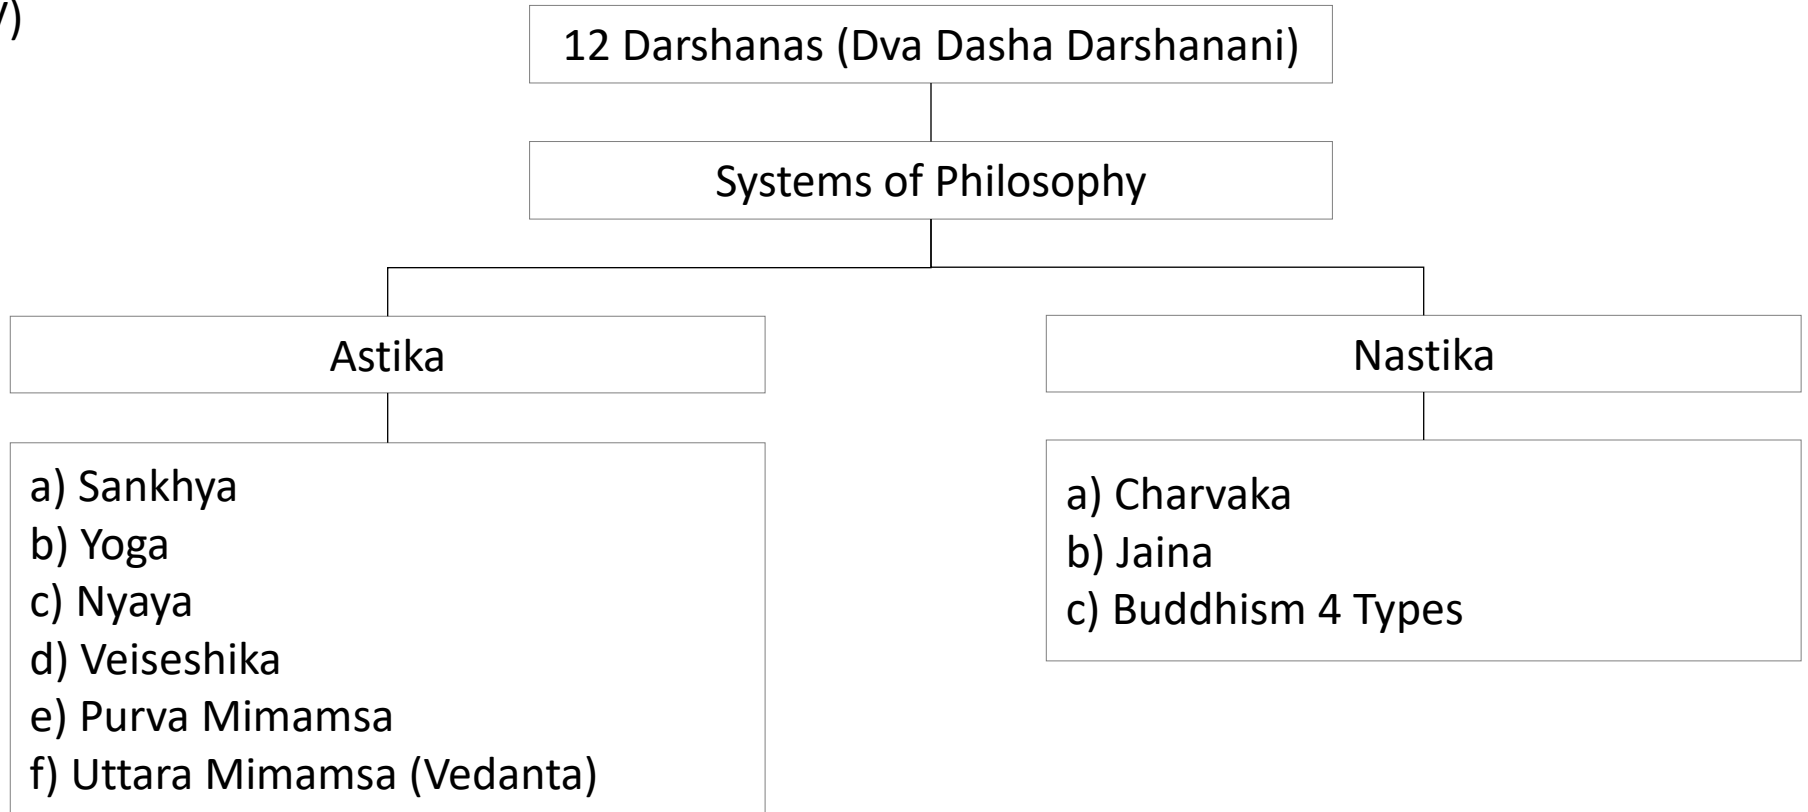 12 Darshanas (Dva Dasha Darshanani)
Systems of Philosophy
Astika
a) Sankhya
b) Yoga
c) Nyaya
d) Veiseshika
e) Purva Mimamsa
f) Uttara Mimamsa (Vedanta)
Nastika
a) Charvaka
b) Jaina
c) Buddhism 4 Types